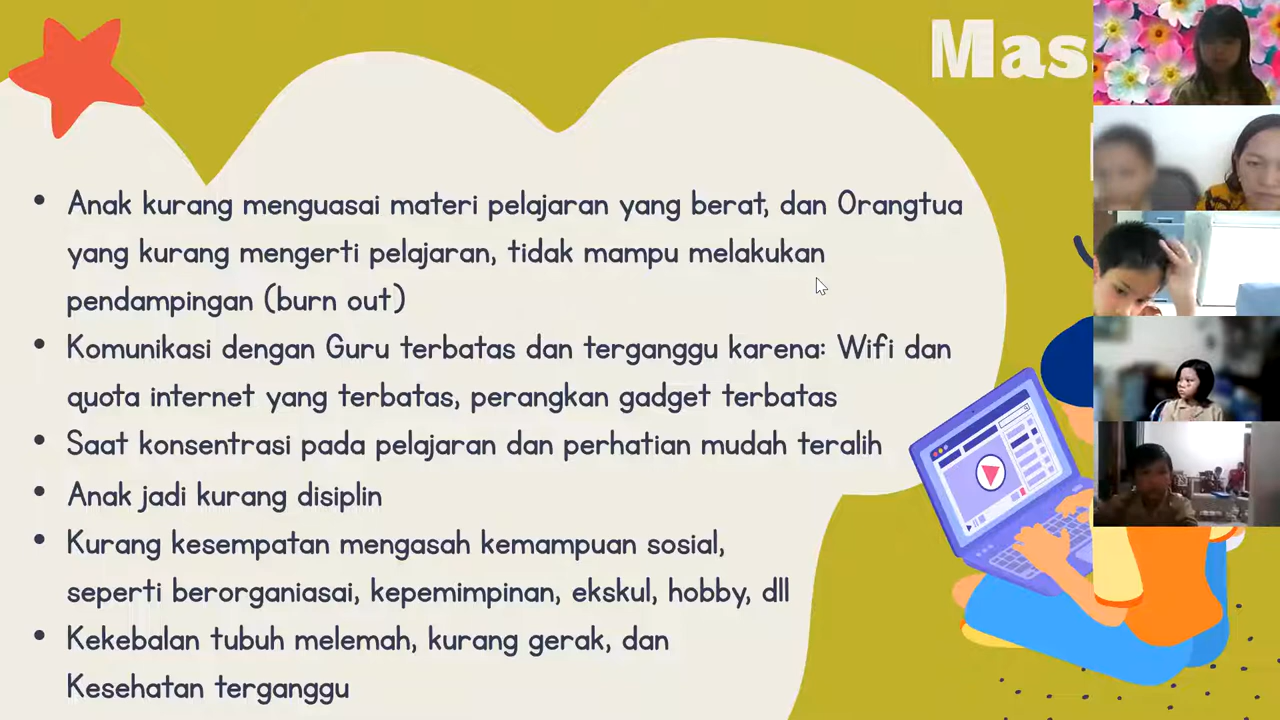 Mas
Anak kurang menguasai materi pelajaran yang berat, dan Orangtua
yang kurang mengerti pelajaran, tidak mampu melakukan
pendampingan (burn out)
Komunikasi dengan Guru terbatas dan terganggu karena: Wifi dan
quota internet yang terbatas, perangkan gadget terbatas
Saat konsentrasi pada pelajaran dan perhatian mudah teralih
Anak jadi kurang disiplin
Kurang kesempatan mengasah kemampuan sosial,
seperti berorganiasai, kepemimpinan, ekskul, hobby, dll
Kekebalan tubuh melemah, kurang gerak, dan
Kesehatan terganggu